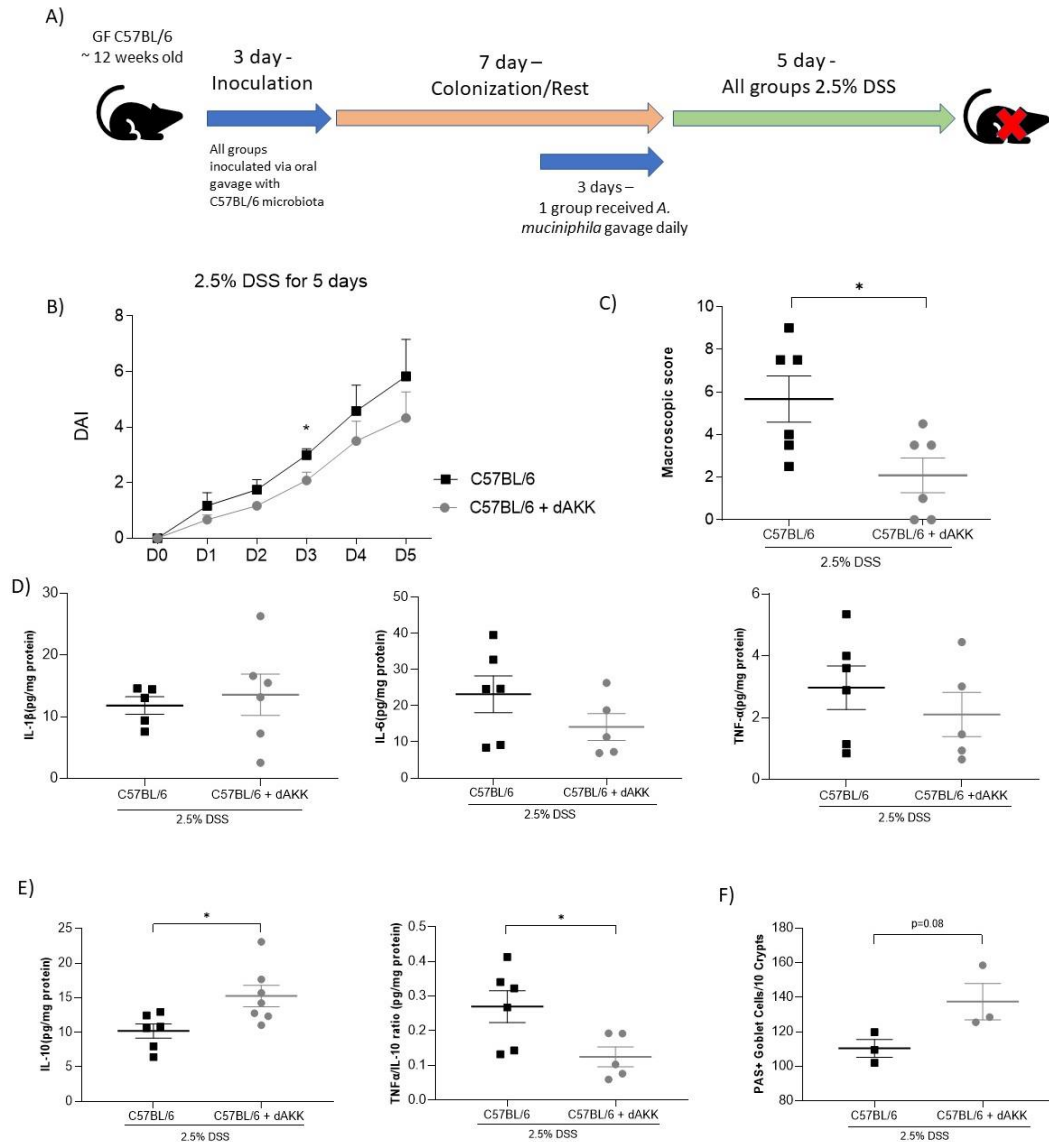 A)
GF C57BL/6
~ 12 weeks old
3 day -
Inoculation
7 day –
Colonization/Rest
5 day -
All groups 2.5% DSS
All groups
inoculated via oral
gavage with
C57BL/6 microbiota
3 days –
1 group received A.
muciniphila gavage daily
B)
2.5% DSS for 5 days
DAI
8
6
4
2
0
D0 D1 D2 D3 D4 D5
*
C57BL/6
C57BL/6 + dAKK
C)
Macroscopic score
10
8
6
4
2
0
*
C57BL/6 C57BL/6 + dAKK
2.5% DSS
D)
IL-1β(pg/mg protein)
30
20
10
0
C57BL/6 C57BL/6 + dAKK
2.5% DSS
IL-6(pg/mg protein)
50
40
30
20
10
0
C57BL/6 C57BL/6 + dAKK
2.5% DSS
TNF-α(pg/mg protein)
6
4
2
0
C57BL/6 C57BL/6 +dAKK
2.5% DSS
E)
IL-10(pg/mg protein)
25
20
15
10
5
0
*
C57BL/6 C57BL/6 + dAKK
2.5% DSS
TNFα/IL-10 ratio (pg/mg protein)
0.5
0.4
0.3
0.2
0.1
0.0
*
C57BL/6 C57BL/6 + dAKK
2.5% DSS
F)
PAS+ Goblet Cells/10 Crypts
180
160
140
120
100
80
p=0.08
C57BL/6 C57BL/6 + dAKK
2.5% DSS